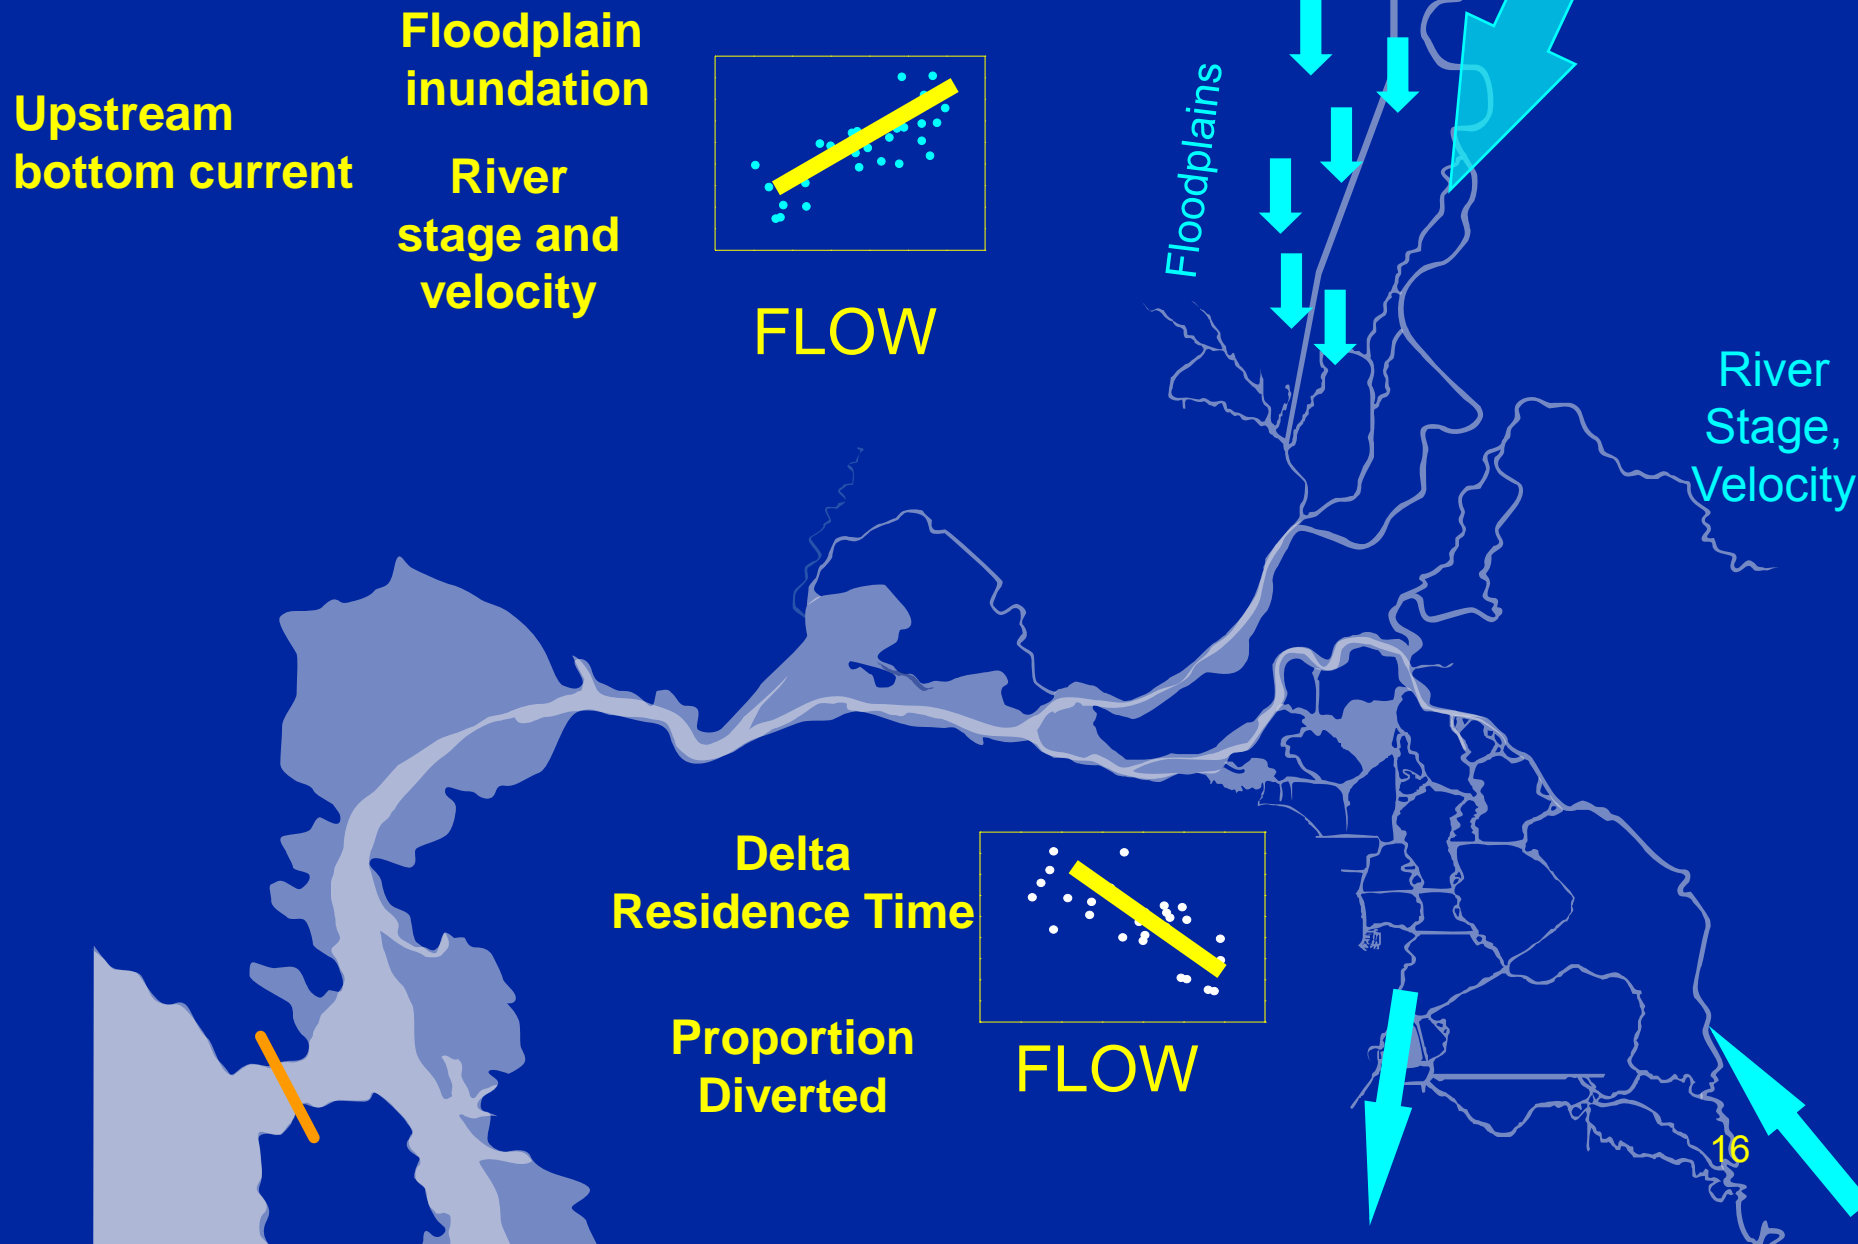 Floodplain
inundation
Upstream
bottom current
River
stage and
velocity
FLOW
Floodplains
River
Stage,
Velocity
Delta
Residence Time
Proportion
Diverted
FLOW
16